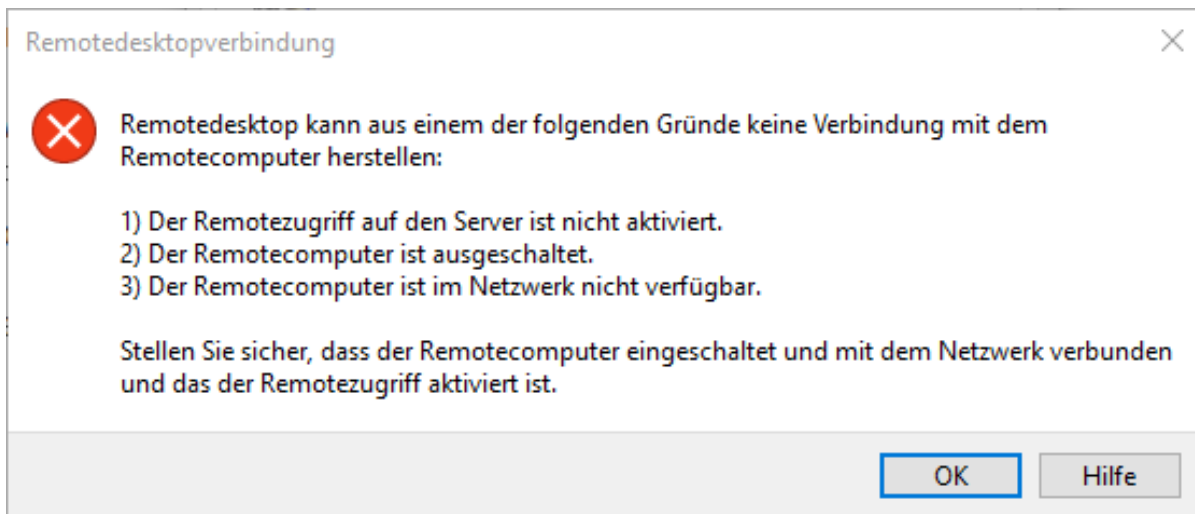 Remotedesktopverbindung
Remotedesktop kann aus einem der folgenden Gründe keine Verbindung mit dem
Remotecomputer herstellen:
1) Der Remotezugriff auf den Server ist nicht aktiviert.
2) Der Remotecomputer ist ausgeschaltet.
3) Der Remotecomputer ist im Netzwerk nicht verfügbar.
Stellen Sie sicher, dass der Remotecomputer eingeschaltet und mit dem Netzwerk verbunden
und das der Remotezugriff aktiviert ist.
OK
Hilfe